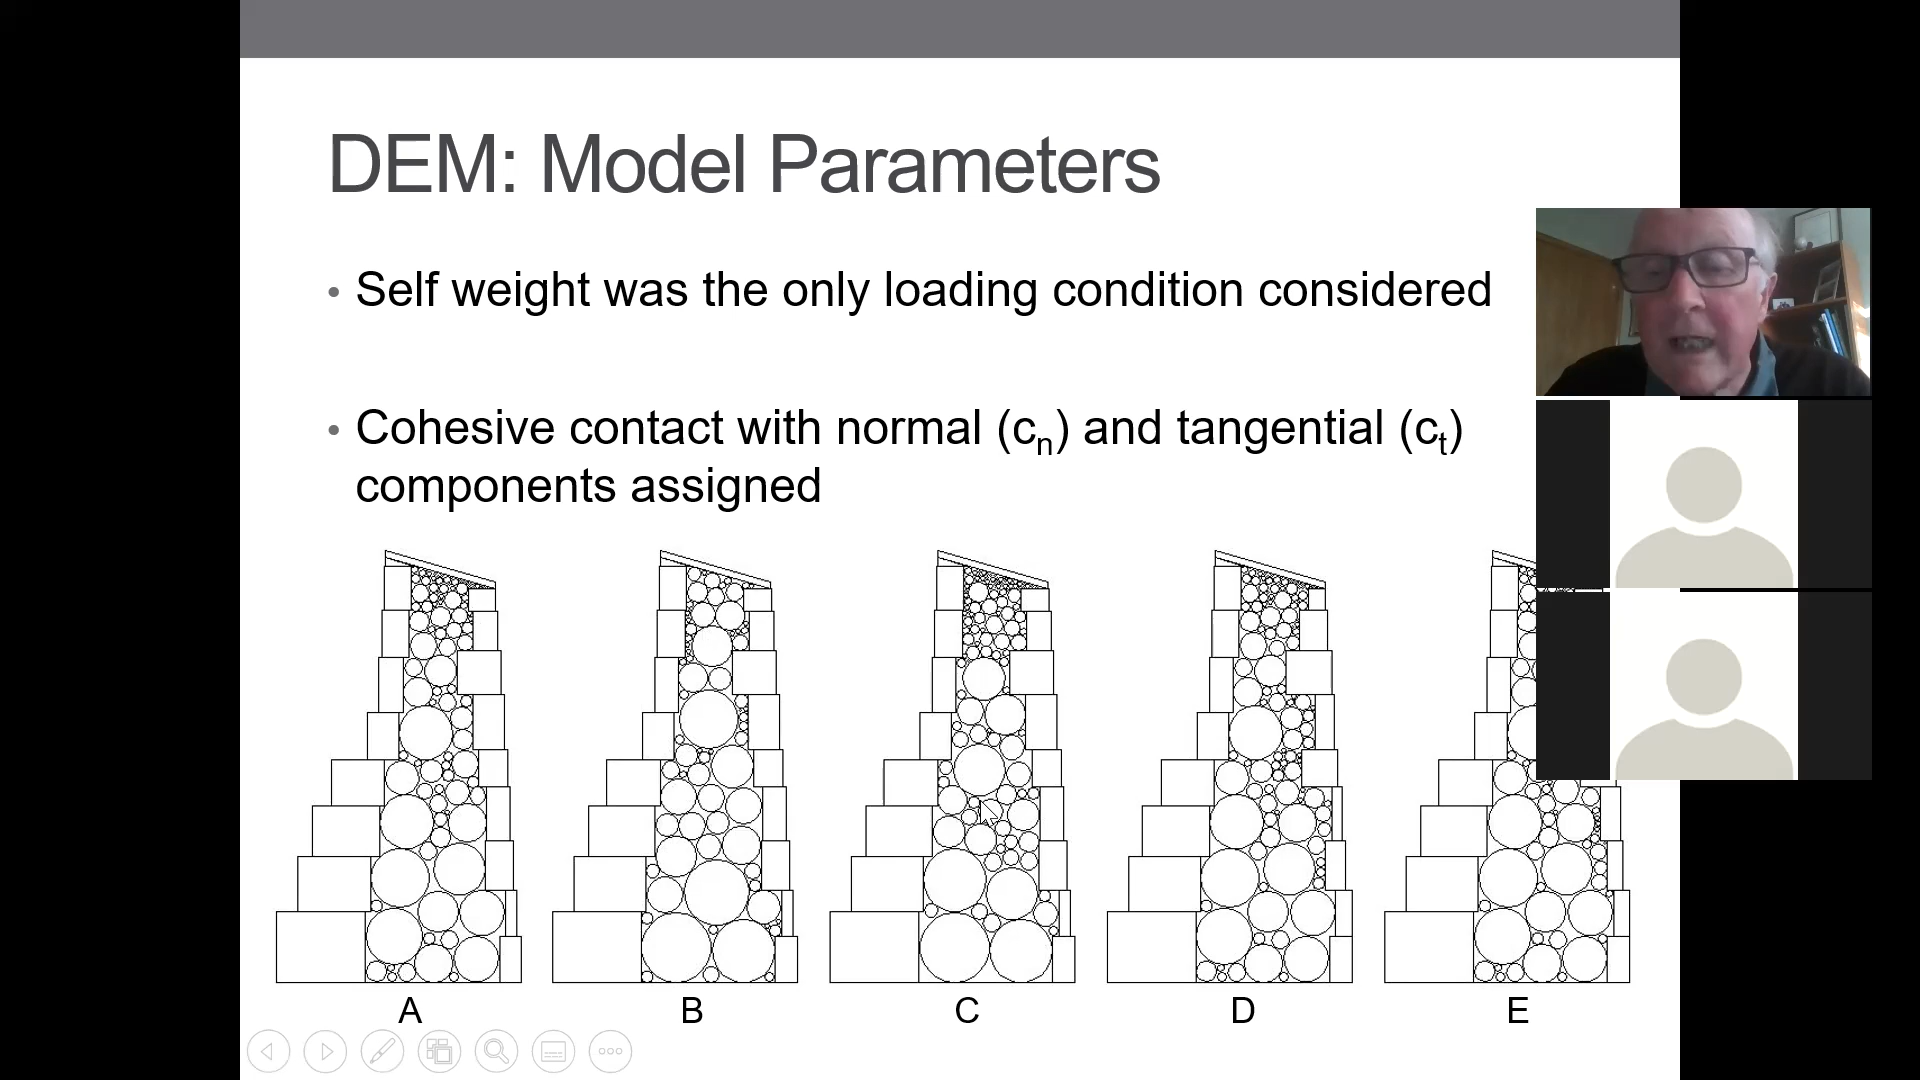 DEM: Model Parameters
• Self weight was the only loading condition considered
• Cohesive contact with normal (cₙ) and tangential (cₜ)
components assigned
A B C D E